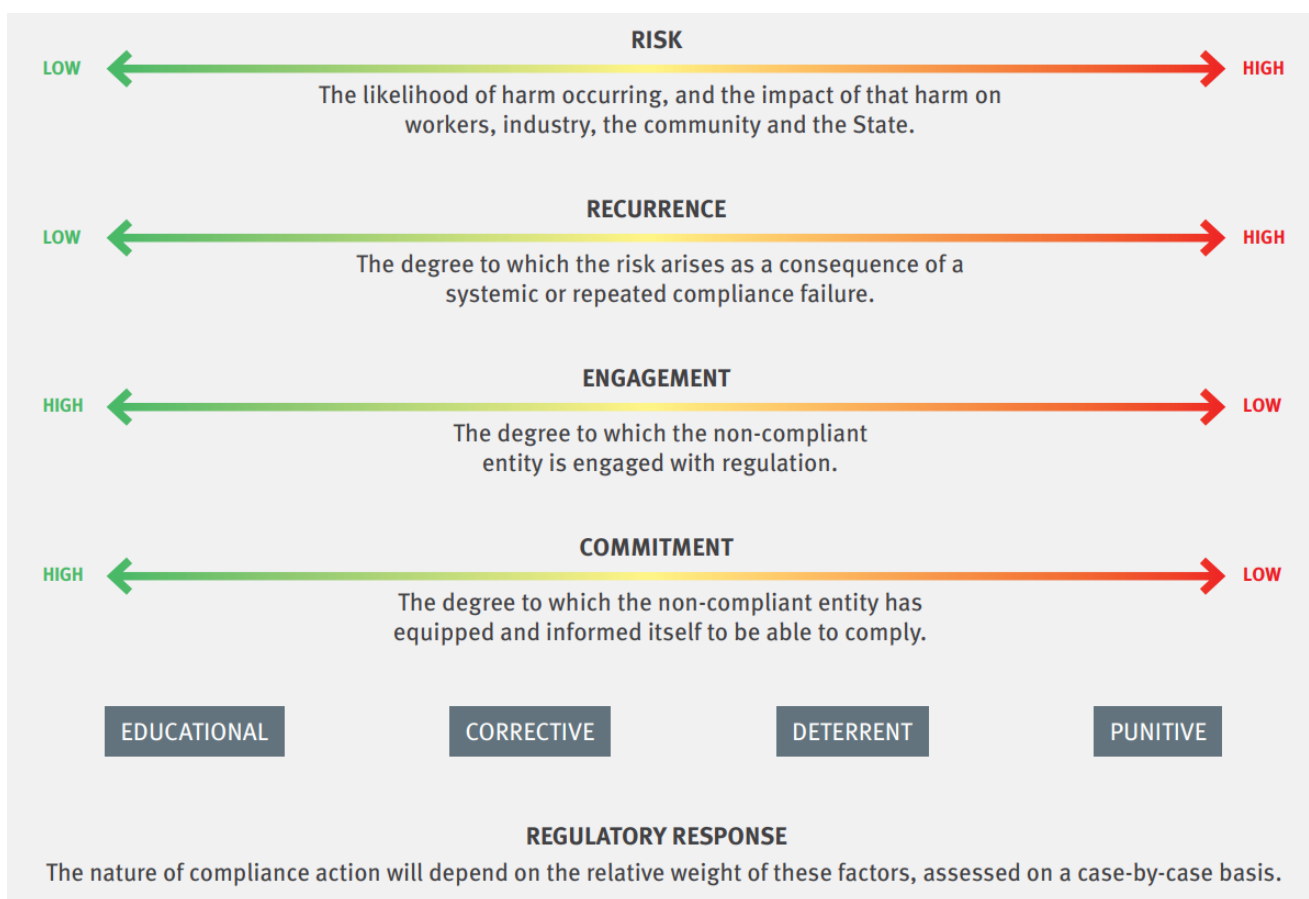 RISK
LOW
HIGH
The likelihood of harm occurring, and the impact of that harm on
workers, industry, the community and the State.
RECURRENCE
LOW
HIGH
The degree to which the risk arises as a consequence of a
systemic or repeated compliance failure.
ENGAGEMENT
HIGH
LOW
The degree to which the non-compliant
entity is engaged with regulation.
COMMITMENT
HIGH
LOW
The degree to which the non-compliant entity has
equipped and informed itself to be able to comply.
EDUCATIONAL
CORRECTIVE
DETERRENT
PUNITIVE
REGULATORY RESPONSE
The nature of compliance action will depend on the relative weight of these factors, assessed on a case-by-case basis.